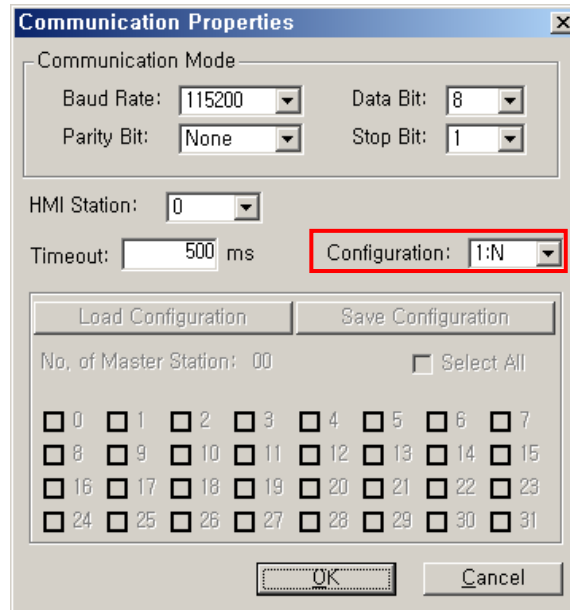 Communication Properties
Communication Mode
Baud Rate: 115200 Data Bit: 8
Parity Bit: None Stop Bit: 1
HMI Station: 0
Timeout: 500 ms Configuration: 1:N
Load Configuration Save Configuration
No, of Master Station: 00 Select All
0 1 2 3 4 5 6 7
8 9 10 11 12 13 14 15
16 17 18 19 20 21 22 23
24 25 26 27 28 29 30 31
OK Cancel